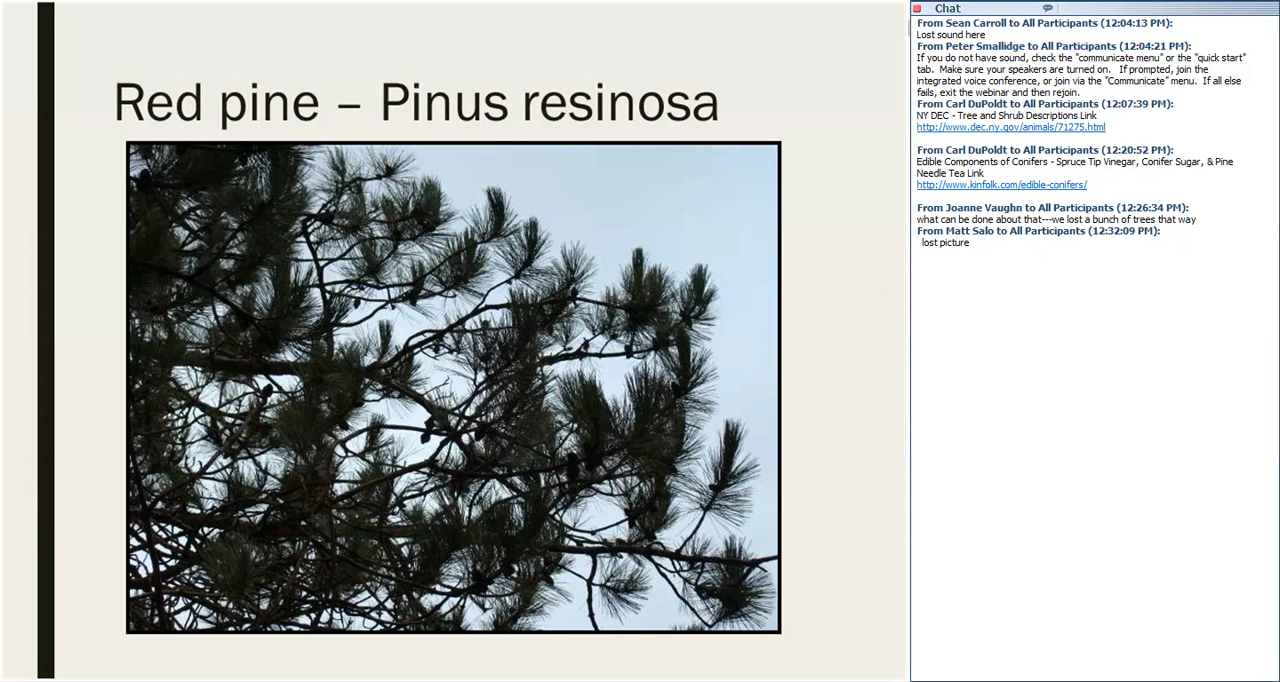 Red pine – Pinus resinosa
Chat
From Sean Carroll to All Participants (12:04:13 PM):
Lost sound here
From Peter Smallidge to All Participants (12:04:21 PM):
If you do not have sound, check the "communicate menu" or the "quick start"
tab.  Make sure your speakers are turned on.   If prompted, join the
integrated voice conference, or join via the "Communicate" menu.  If all else
fails, exit the webinar and then rejoin.
From Carl DuPoldt to All Participants (12:07:39 PM):
NY DEC - Tree and Shrub Descriptions Link
http://www.dec.ny.gov/animals/71275.html
From Carl DuPoldt to All Participants (12:20:52 PM):
Edible Components of Conifers - Spruce Tip Vinegar, Conifer Sugar, & Pine
Needle Tea Link
http://www.kinfolk.com/edible-conifers/
From Joanne Vaughn to All Participants (12:26:34 PM):
what can be done about that---we lost a bunch of trees that way
From Matt Salo to All Participants (12:32:09 PM):
lost picture